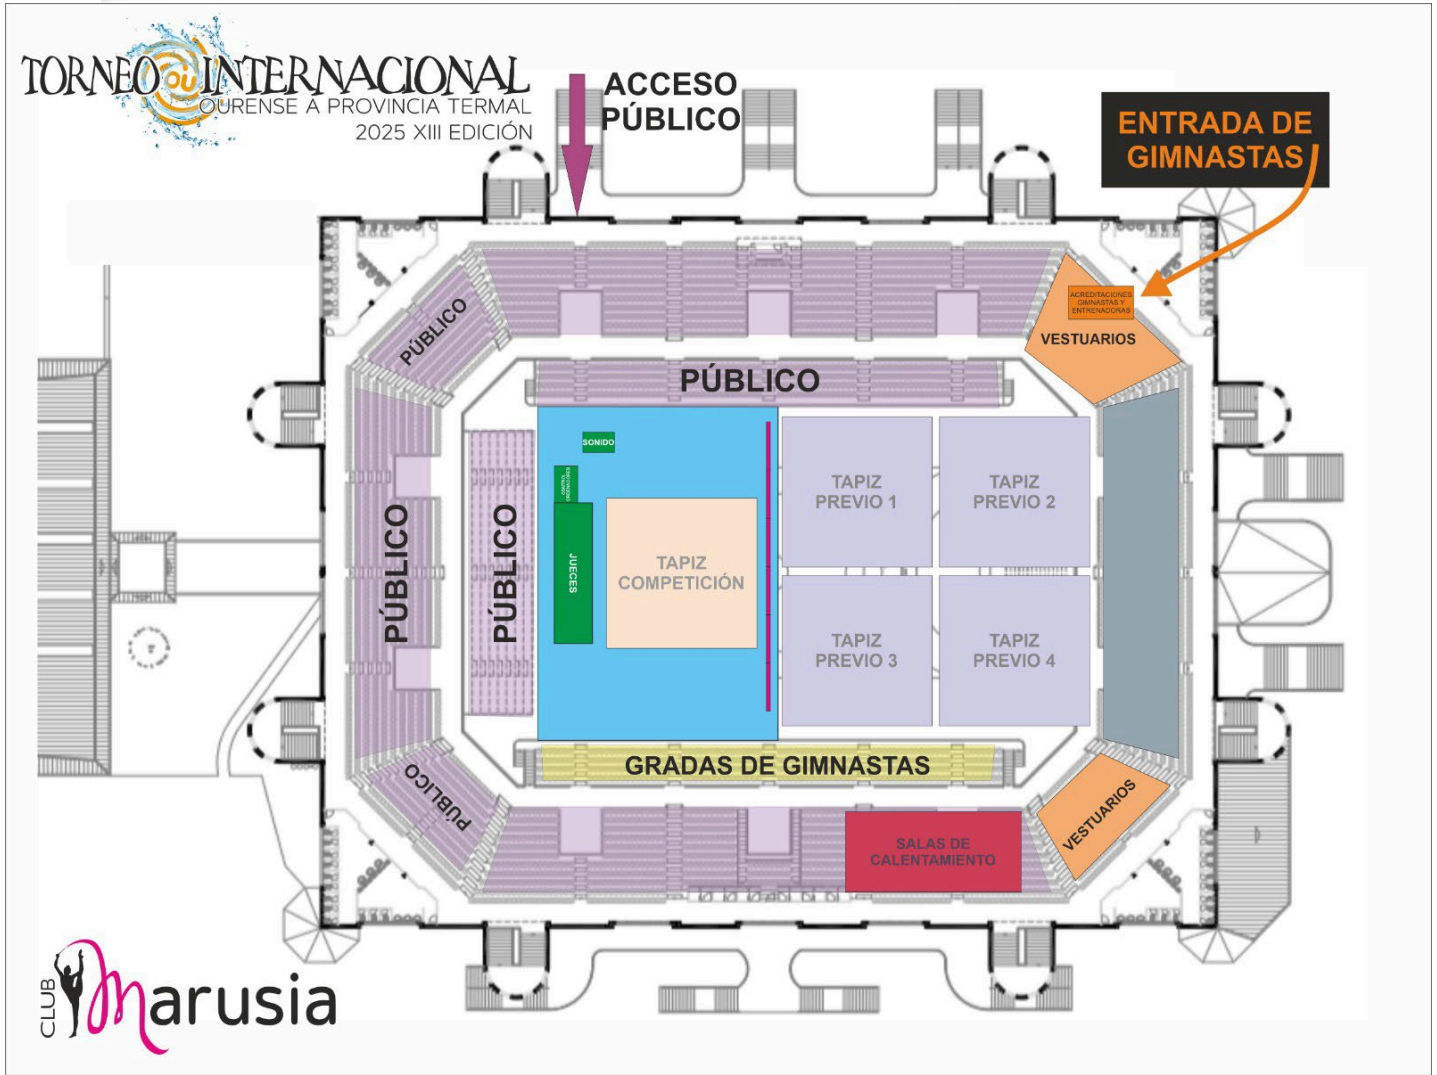 TORNEO OU INTERNACIONAL
OURENSE A PROVINCIA TERMAL
2025 XIII EDICIÓN
ACCESO
PÚBLICO
ENTRADA DE
GIMNASTAS
ACREDITACIONES
GIMNASTAS Y
ENTRENADORAS
VESTUARIOS
PÚBLICO
PÚBLICO
SONIDO
TAPIZ
PREVIO 1
TAPIZ
PREVIO 2
PÚBLICO
PÚBLICO
JUECES
TAPIZ
COMPETICIÓN
TAPIZ
PREVIO 3
TAPIZ
PREVIO 4
GRADAS DE GIMNASTAS
PÚBLICO
VESTUARIOS
SALAS DE
CALENTAMIENTO
CLUB
Marusia